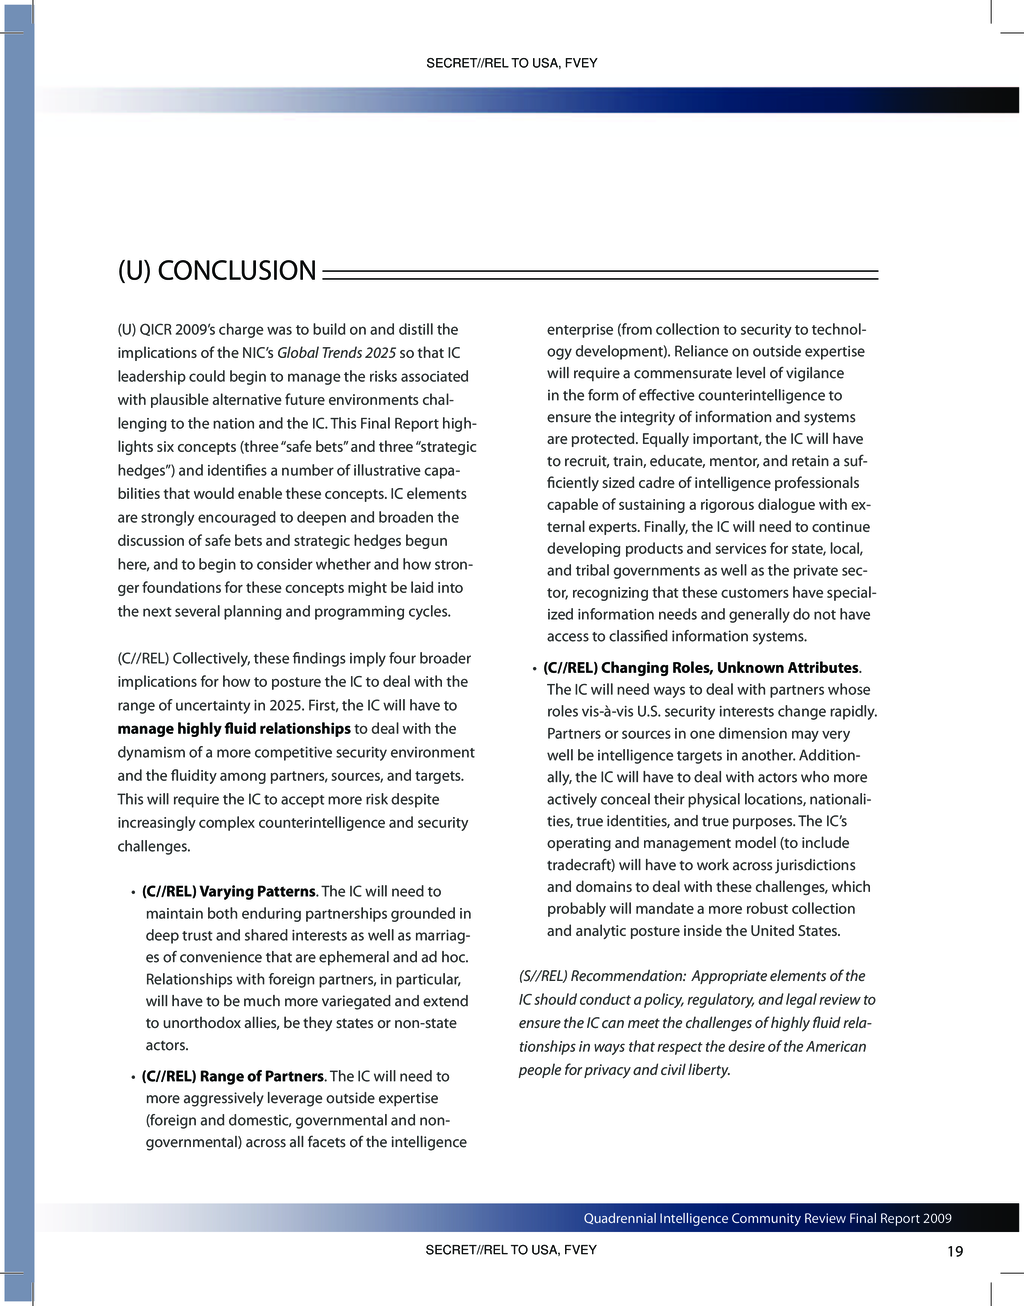 SECRET//REL TO USA, FVEY
(U) CONCLUSION
(U) QICR 2009’s charge was to build on and distill the
implications of the NIC’s Global Trends 2025 so that IC
leadership could begin to manage the risks associated
with plausible alternative future environments chal-
lenging to the nation and the IC. This Final Report high-
lights six concepts (three “safe bets” and three “strategic
hedges”) and identifies a number of illustrative capa-
bilities that would enable these concepts. IC elements
are strongly encouraged to deepen and broaden the
discussion of safe bets and strategic hedges begun
here, and to begin to consider whether and how stron-
ger foundations for these concepts might be laid into
the next several planning and programming cycles.
(C//REL) Collectively, these findings imply four broader
implications for how to posture the IC to deal with the
range of uncertainty in 2025. First, the IC will have to
manage highly fluid relationships to deal with the
dynamism of a more competitive security environment
and the fluidity among partners, sources, and targets.
This will require the IC to accept more risk despite
increasingly complex counterintelligence and security
challenges.
• (C//REL) Varying Patterns. The IC will need to
maintain both enduring partnerships grounded in
deep trust and shared interests as well as marriag-
es of convenience that are ephemeral and ad hoc.
Relationships with foreign partners, in particular,
will have to be much more variegated and extend
to unorthodox allies, be they states or non-state
actors.
• (C//REL) Range of Partners. The IC will need to
more aggressively leverage outside expertise
(foreign and domestic, governmental and non-
governmental) across all facets of the intelligence
enterprise (from collection to security to technol-
ogy development). Reliance on outside expertise
will require a commensurate level of vigilance
in the form of effective counterintelligence to
ensure the integrity of information and systems
are protected. Equally important, the IC will have
to recruit, train, educate, mentor, and retain a suf-
ficiently sized cadre of intelligence professionals
capable of sustaining a rigorous dialogue with ex-
ternal experts. Finally, the IC will need to continue
developing products and services for state, local,
and tribal governments as well as the private sec-
tor, recognizing that these customers have special-
ized information needs and generally do not have
access to classified information systems.
• (C//REL) Changing Roles, Unknown Attributes.
The IC will need ways to deal with partners whose
roles vis-à-vis U.S. security interests change rapidly.
Partners or sources in one dimension may very
well be intelligence targets in another. Addition-
ally, the IC will have to deal with actors who more
actively conceal their physical locations, nationali-
ties, true identities, and true purposes. The IC’s
operating and management model (to include
tradecraft) will have to work across jurisdictions
and domains to deal with these challenges, which
probably will mandate a more robust collection
and analytic posture inside the United States.
(S//REL) Recommendation: Appropriate elements of the
IC should conduct a policy, regulatory, and legal review to
ensure the IC can meet the challenges of highly fluid rela-
tionships in ways that respect the desire of the American
people for privacy and civil liberty.
Quadrennial Intelligence Community Review Final Report 2009
SECRET//REL TO USA, FVEY
19